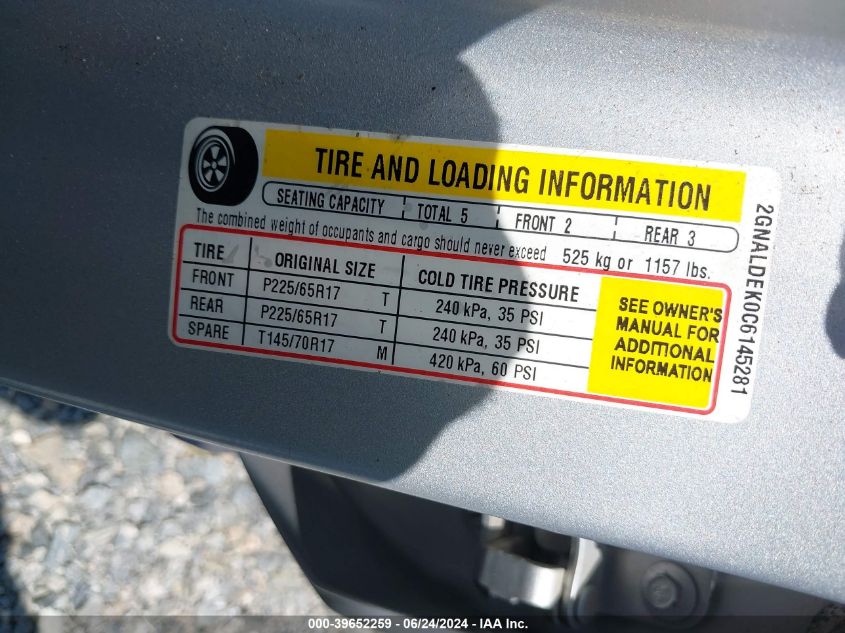 TIRE AND LOADING INFORMATION
SEATING CAPACITY TOTAL 5 FRONT 2 REAR 3
The combined weight of occupants and cargo should never exceed 525 kg or 1157 lbs.
TIRE ORIGINAL SIZE COLD TIRE PRESSURE
FRONT P225/65R17 T 240 kPa, 35 PSI
REAR P225/65R17 T 240 kPa, 35 PSI
SPARE T145/70R17 M 420 kPa, 60 PSI
SEE OWNER'S
MANUAL FOR
ADDITIONAL
INFORMATION
2GNALDEK0C6145281
000-39652259 - 06/24/2024 - IAA Inc.